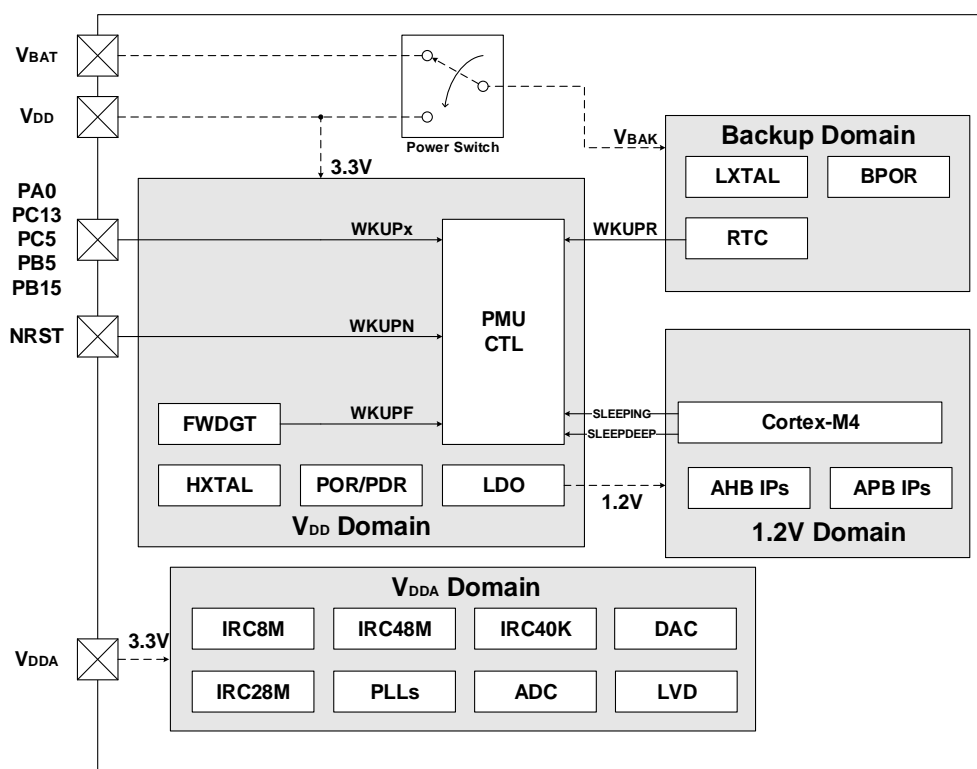 VBAT
VDD
Power Switch
3.3V
VBAK
Backup Domain
LXTAL
BPOR
RTC
WKUPR
PA0
PC13
PC5
PB5
PB15
WKUPx
NRST
WKUPN
PMU
CTL
FWDGT
WKUPF
HXTAL
POR/PDR
LDO
VDD Domain
SLEEPING
SLEEPDEEP
Cortex-M4
1.2V
AHB IPs
APB IPs
1.2V Domain
VDDA Domain
VDDA
3.3V
IRC8M
IRC48M
IRC40K
DAC
IRC28M
PLLs
ADC
LVD